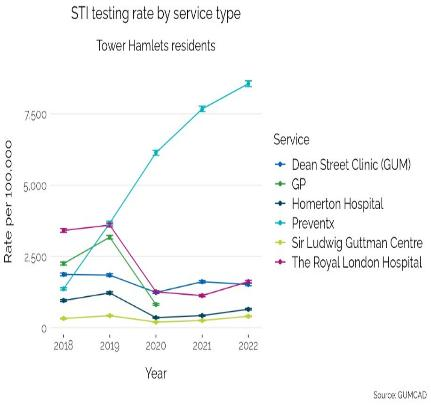 STI testing rate by service type
Tower Hamlets residents
Rate per 100,000
7,500
5,000
2,500
0
2018 2019 2020 2021 2022
Year
Service
Dean Street Clinic (GUM)
GP
Homerton Hospital
Preventx
Sir Ludwig Guttman Centre
The Royal London Hospital
Source: GUMCAD